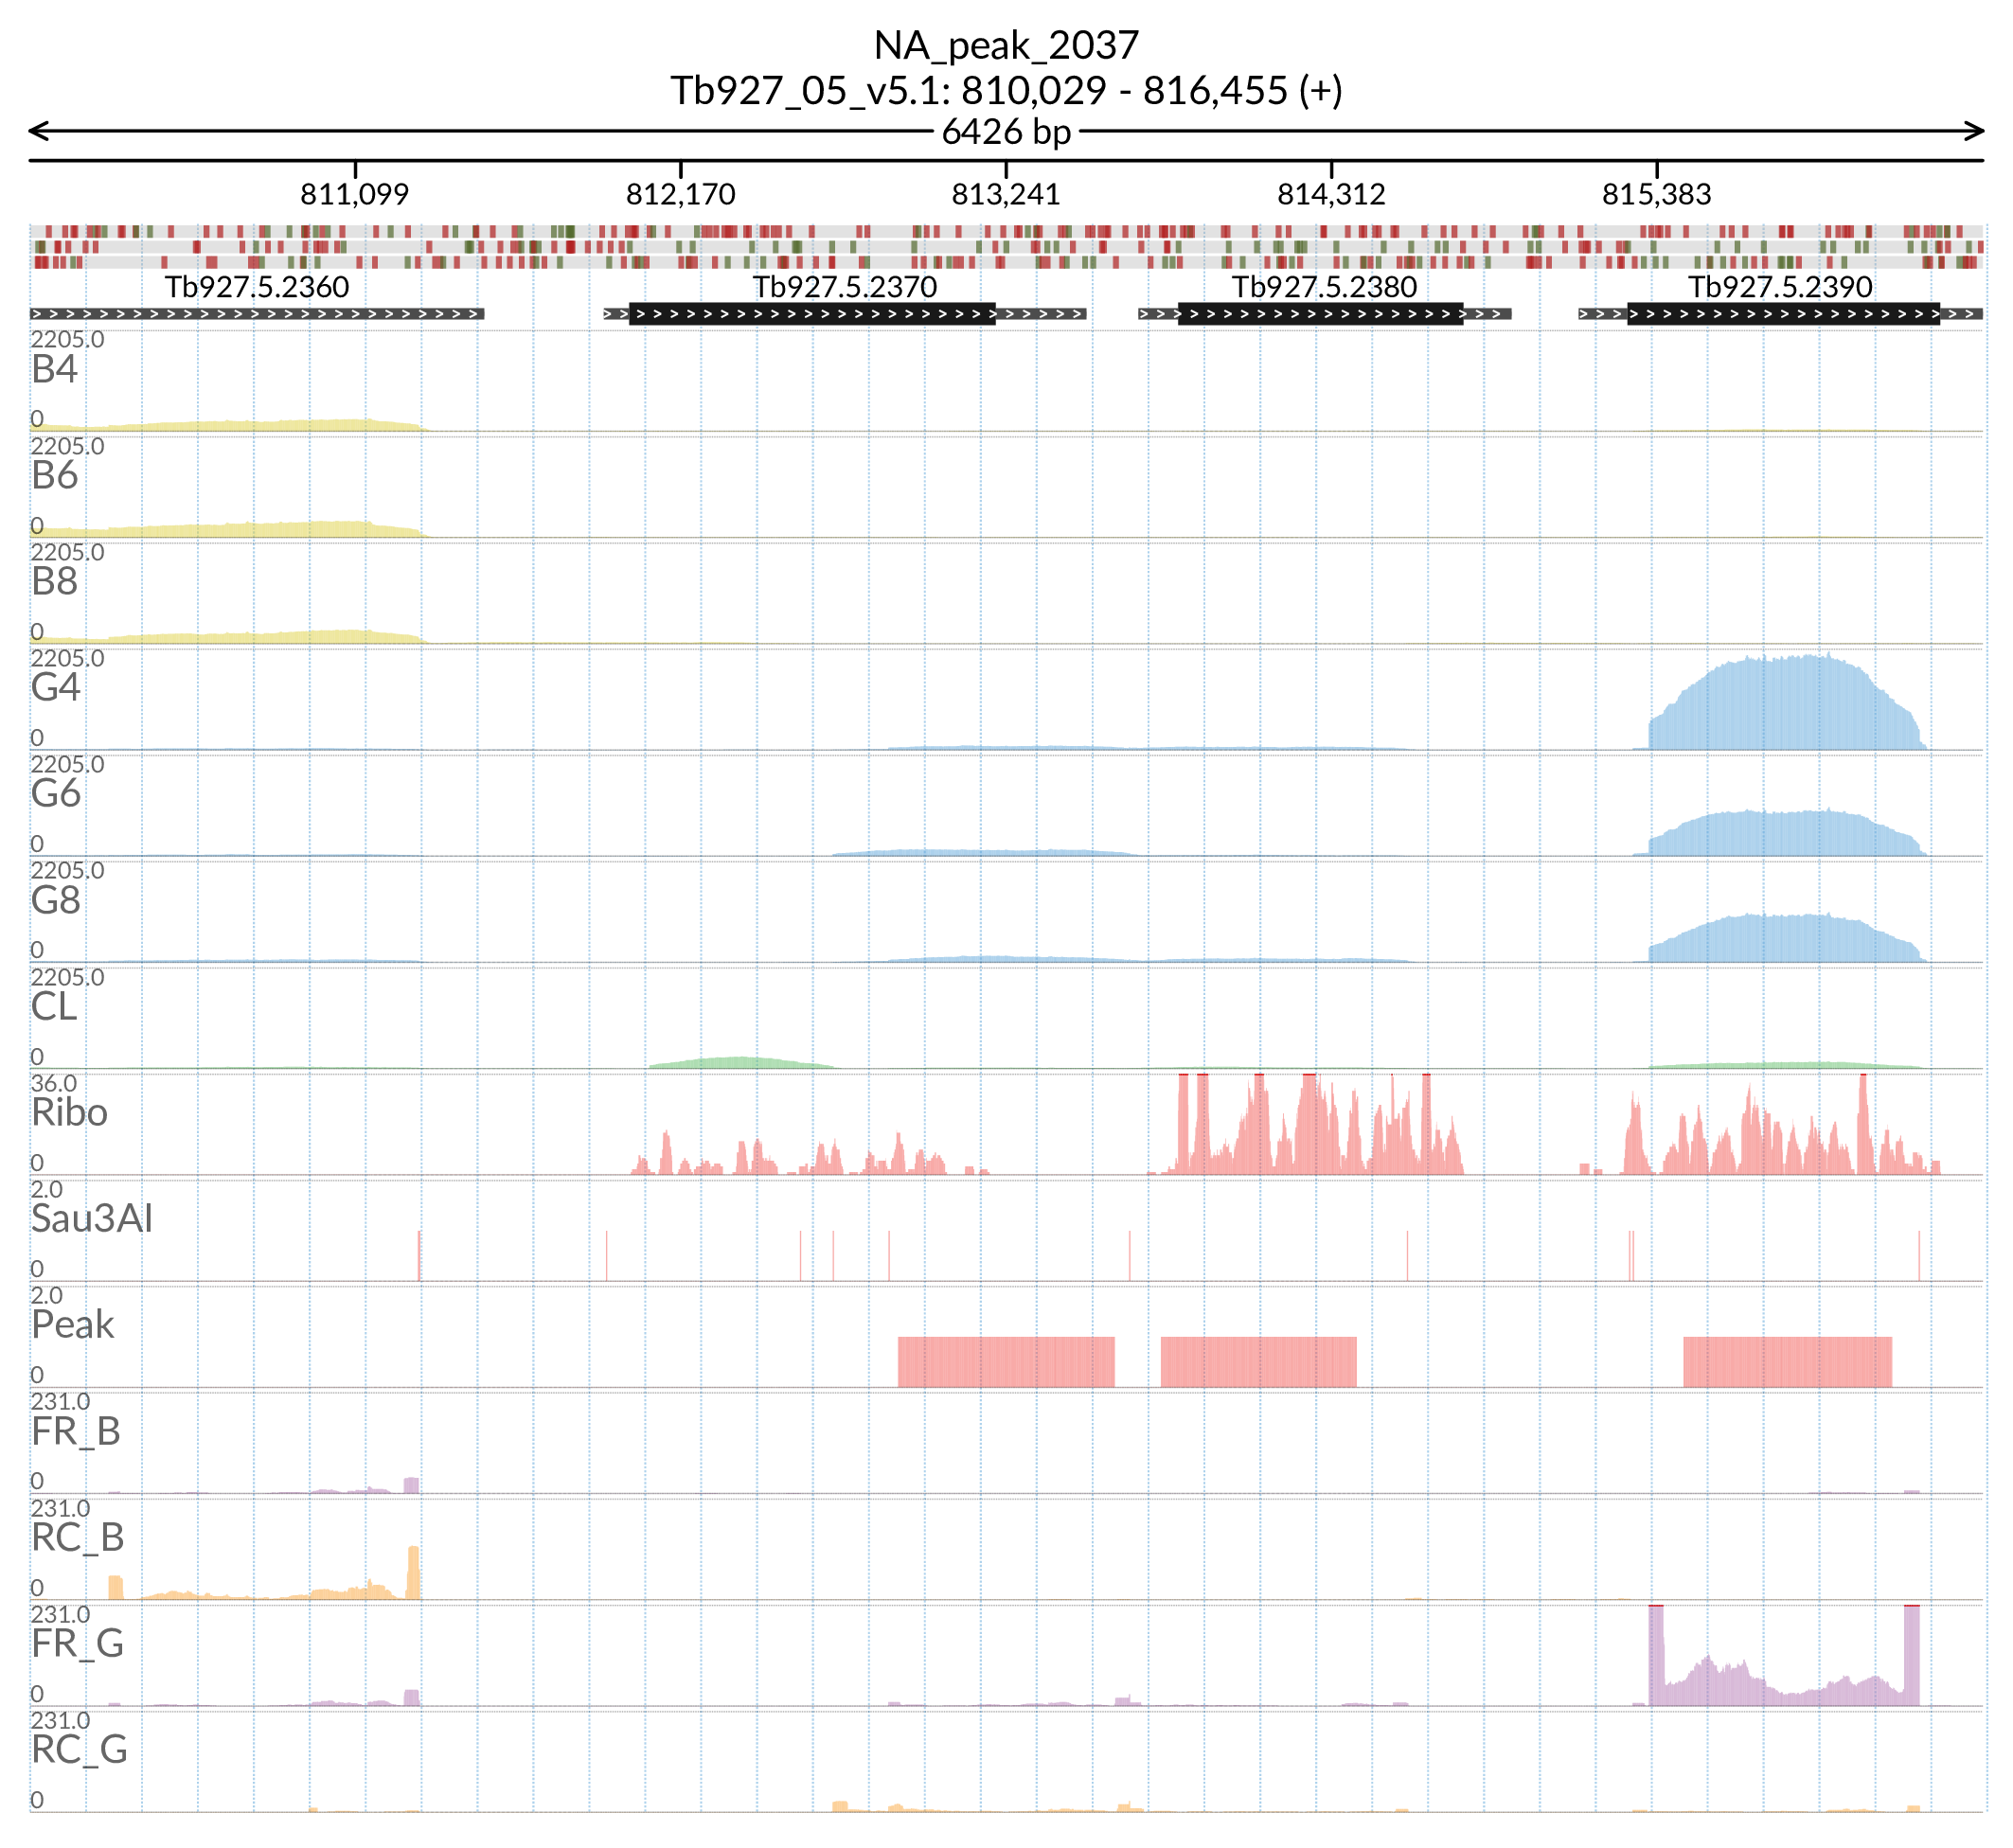 NA_peak_2037
Tb927_05_v5.1: 810,029 - 816,455 (+)
6426 bp
811,099 812,170 813,241 814,312 815,383
Tb927.5.2360 Tb927.5.2370 Tb927.5.2380 Tb927.5.2390
2205.0
B4
0
2205.0
B6
0
2205.0
B8
0
2205.0
G4
0
2205.0
G6
0
2205.0
G8
0
2205.0
CL
0
36.0
Ribo
0
2.0
Sau3AI
0
2.0
Peak
0
231.0
FR_B
0
231.0
RC_B
0
231.0
FR_G
0
231.0
RC_G
0